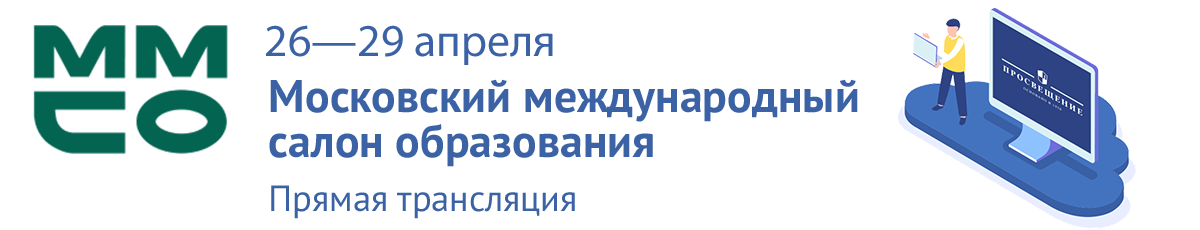 ММ
СО
26—29 апреля
Московский международный
салон образования
Прямая трансляция
ПРОСВЕЩЕНИЕ